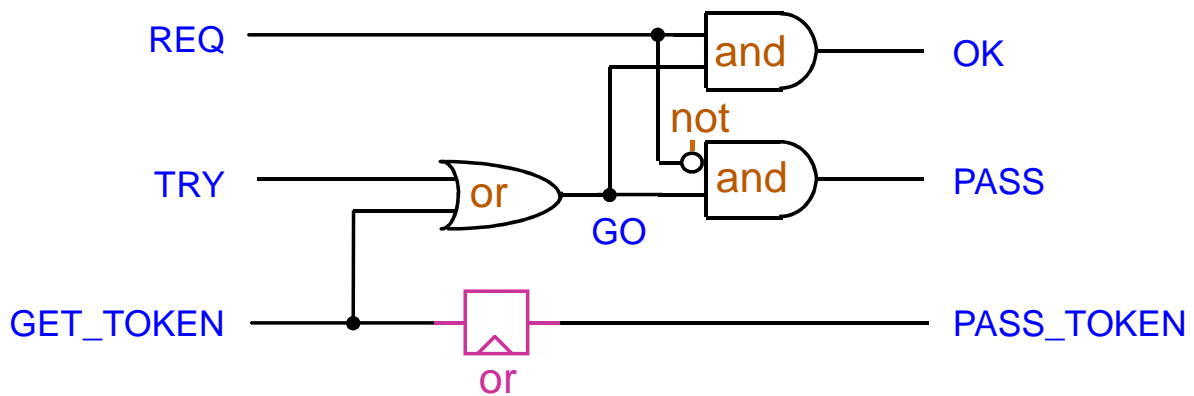 REQ
and
OK
not
TRY
or
and
PASS
GO
GET_TOKEN
PASS_TOKEN
or